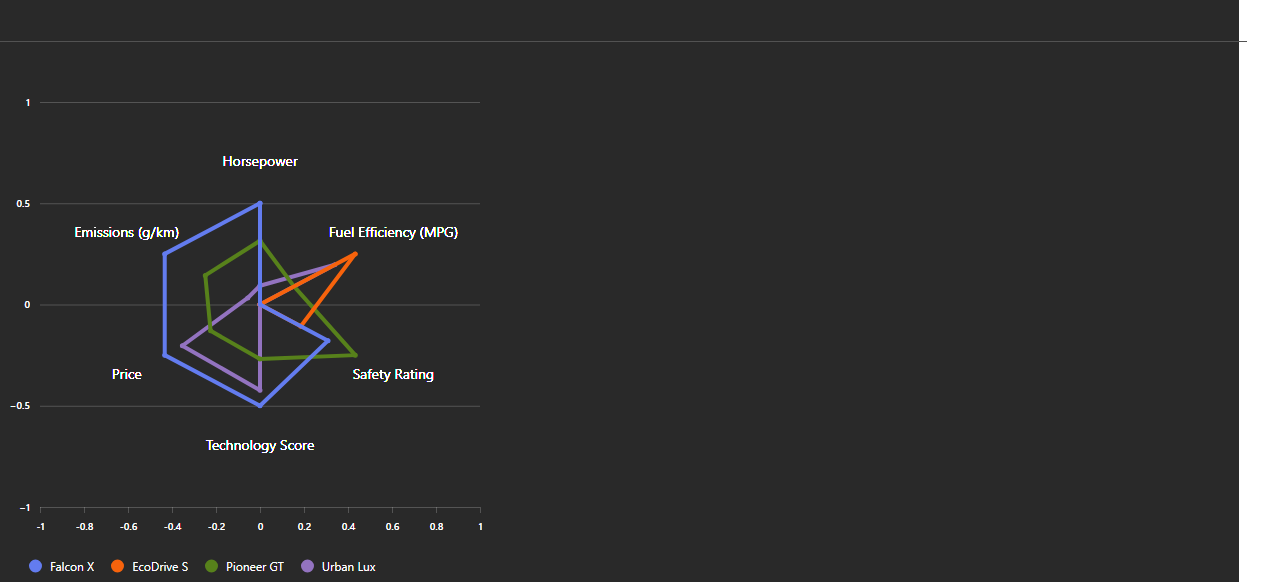 1
Horsepower
0.5
Emissions (g/km)
Fuel Efficiency (MPG)
0
Price
Safety Rating
−0.5
Technology Score
−1
-1 -0.8 -0.6 -0.4 -0.2 0 0.2 0.4 0.6 0.8 1
Falcon X EcoDrive S Pioneer GT Urban Lux